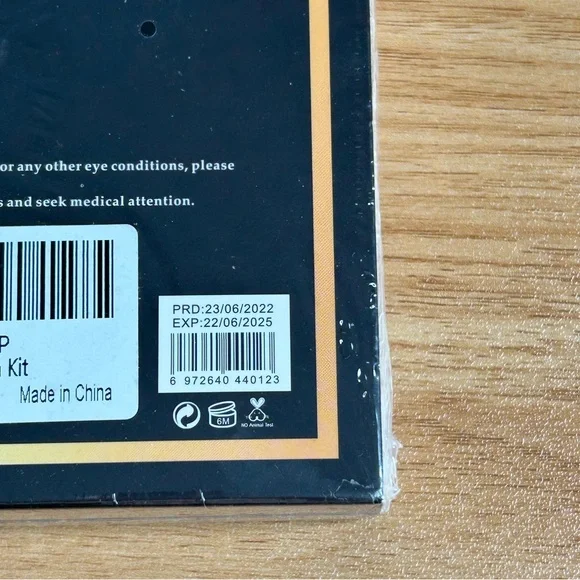 or any other eye conditions, please
and seek medical attention.
P
Kit
Made in China
PRD:23/06/2022
EXP:22/06/2025
6 972640 440123
6M
NO Animal Test